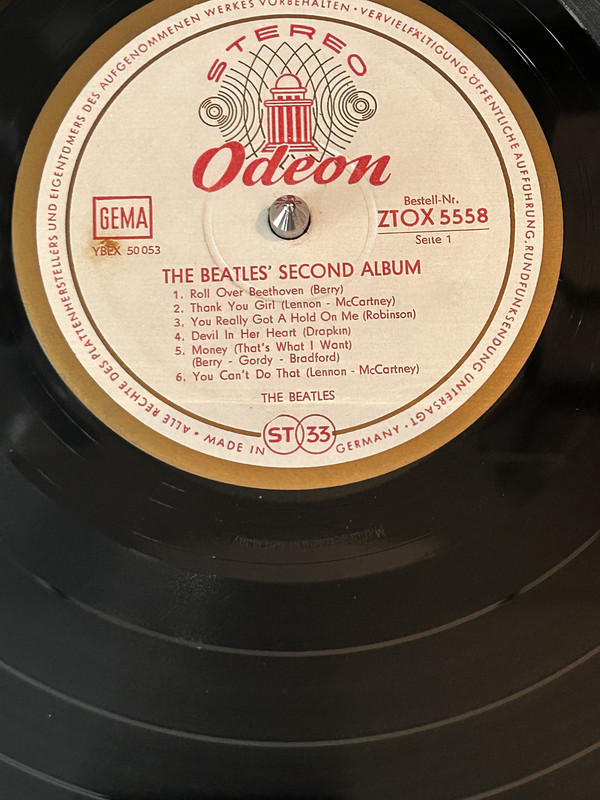 ALLE RECHTE DES PLATTENHERSTELLERS UND EIGENTÜMERS DES AUFGENOMMENEN WERKES VORBEHALTEN · VERVIELFÄLTIGUNG, ÖFFENTLICHE AUFFÜHRUNG, RUNDFUNKSENDUNG UNTERSAGT ·
STEREO
Odeon
GEMA
YBEX 50053
Bestell-Nr.
ZTOX 5558
Seite 1
THE BEATLES' SECOND ALBUM
1. Roll Over Beethoven (Berry)
2. Thank You Girl (Lennon - McCartney)
3. You Really Got A Hold On Me (Robinson)
4. Devil In Her Heart (Drapkin)
5. Money (That's What I Want)
(Berry - Gordy - Bradford)
6. You Can't Do That (Lennon - McCartney)
THE BEATLES
· MADE IN ST 33 GERMANY ·